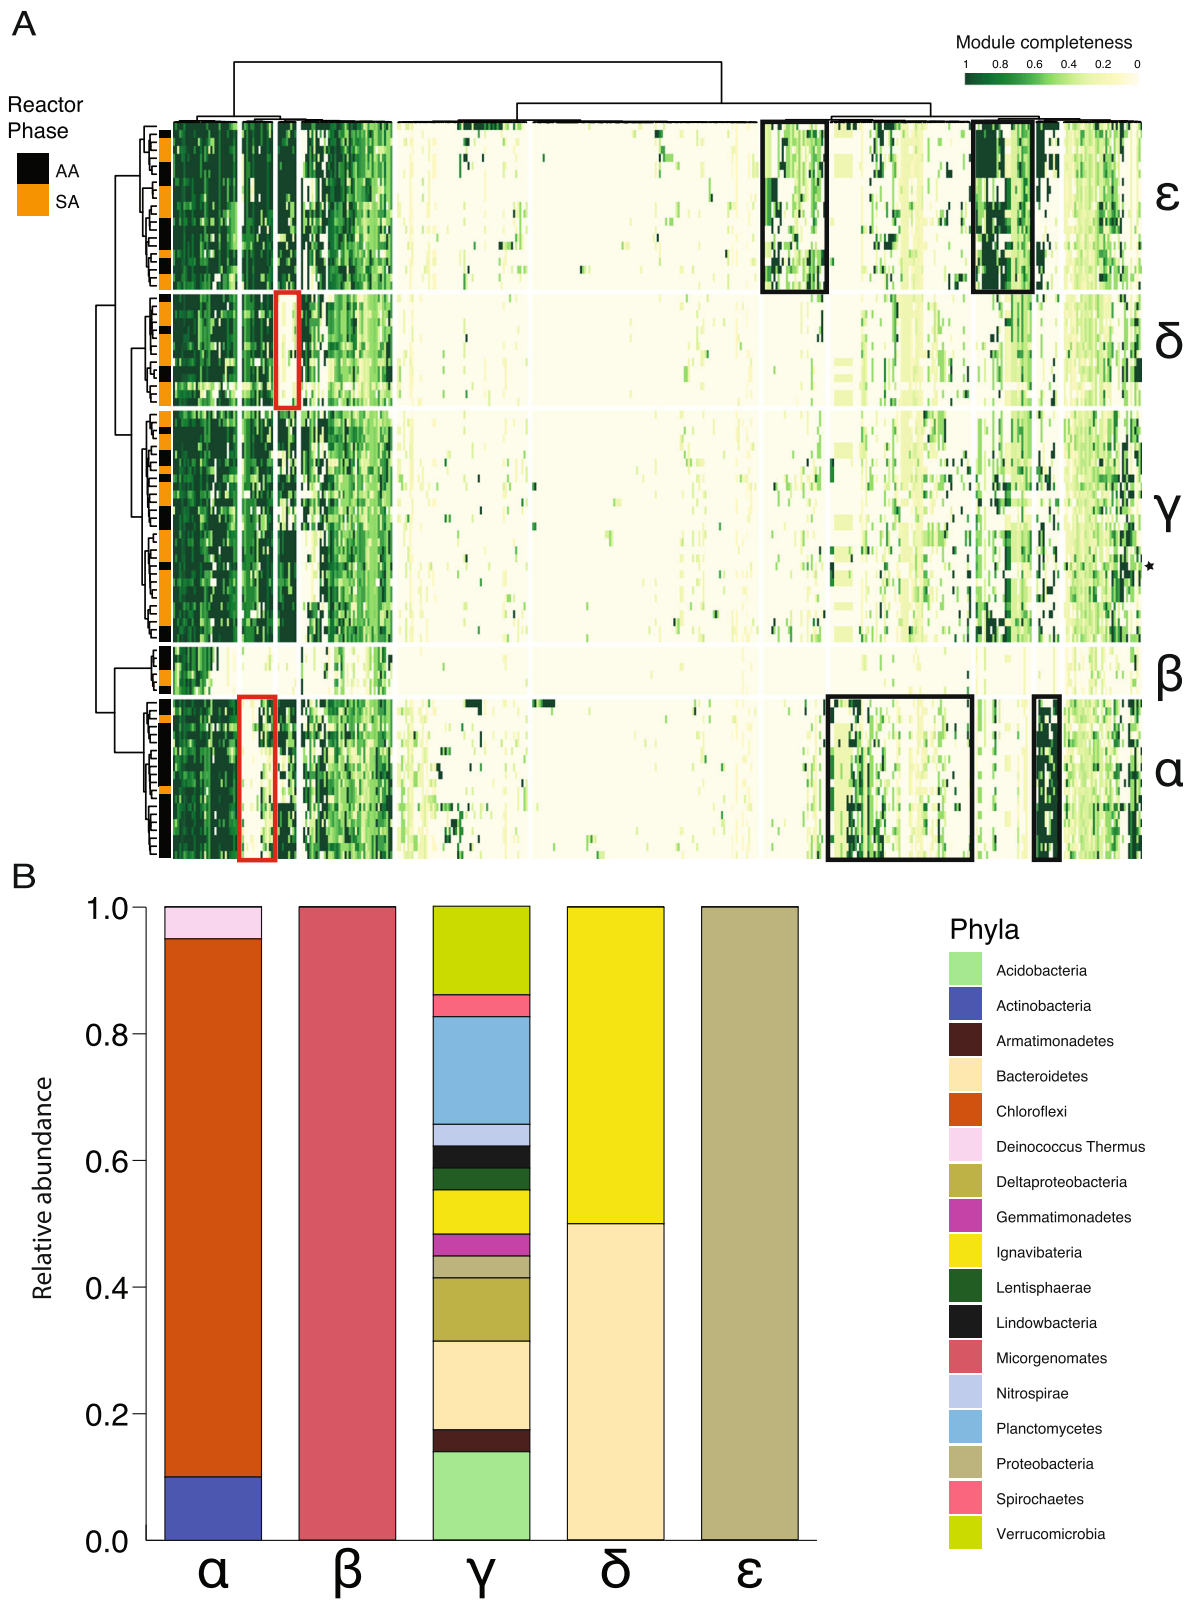 A
Module completeness
1 0.8 0.6 0.4 0.2 0
Reactor
Phase
AA
SA
ε
δ
γ
β
α
B
1.0
0.8
0.6
0.4
0.2
0.0
Relative abundance
α β γ δ ε
Phyla
Acidobacteria
Actinobacteria
Armatimonadetes
Bacteroidetes
Chloroflexi
Deinococcus Thermus
Deltaproteobacteria
Gemmatimonadetes
Ignavibateria
Lentisphaerae
Lindowbacteria
Micorgenomates
Nitrospirae
Planctomycetes
Proteobacteria
Spirochaetes
Verrucomicrobia